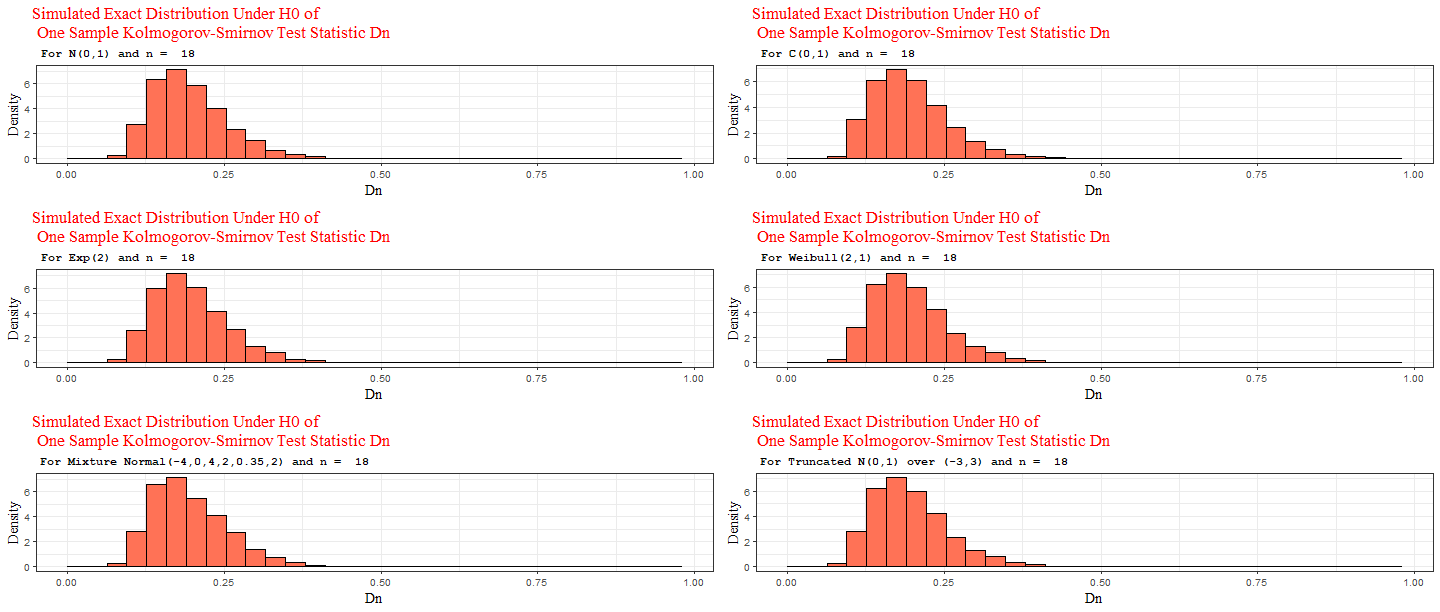 Simulated Exact Distribution Under H0 of
One Sample Kolmogorov-Smirnov Test Statistic Dn
For N(0,1) and n =  18
Density
6
4
2
0
0.00 0.25 0.50 0.75 1.00
Dn
Simulated Exact Distribution Under H0 of
One Sample Kolmogorov-Smirnov Test Statistic Dn
For C(0,1) and n =  18
Density
6
4
2
0
0.00 0.25 0.50 0.75 1.00
Dn
Simulated Exact Distribution Under H0 of
One Sample Kolmogorov-Smirnov Test Statistic Dn
For Exp(2) and n =  18
Density
6
4
2
0
0.00 0.25 0.50 0.75 1.00
Dn
Simulated Exact Distribution Under H0 of
One Sample Kolmogorov-Smirnov Test Statistic Dn
For Weibull(2,1) and n =  18
Density
6
4
2
0
0.00 0.25 0.50 0.75 1.00
Dn
Simulated Exact Distribution Under H0 of
One Sample Kolmogorov-Smirnov Test Statistic Dn
For Mixture Normal(-4,0,4,2,0.35,2) and n =  18
Density
6
4
2
0
0.00 0.25 0.50 0.75 1.00
Dn
Simulated Exact Distribution Under H0 of
One Sample Kolmogorov-Smirnov Test Statistic Dn
For Truncated N(0,1) over (-3,3) and n =  18
Density
6
4
2
0
0.00 0.25 0.50 0.75 1.00
Dn